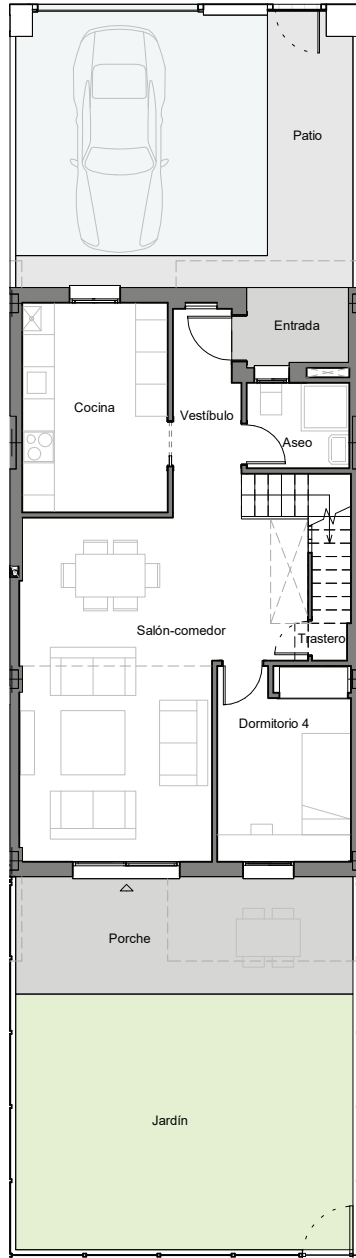 Patio
Entrada
Cocina
Vestíbulo
Aseo
Salón-comedor
Trastero
Dormitorio 4
Porche
Jardín